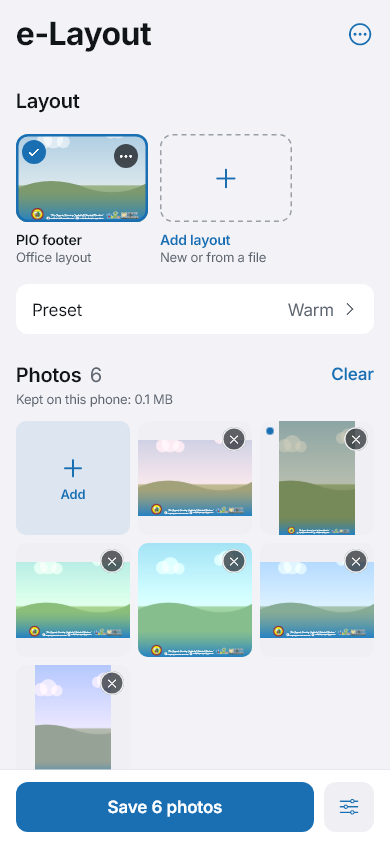 e-Layout
Layout
PIO footer
Office layout
Add layout
New or from a file
Preset
Warm
Photos 6
Clear
Kept on this phone: 0.1 MB
Add
Save 6 photos